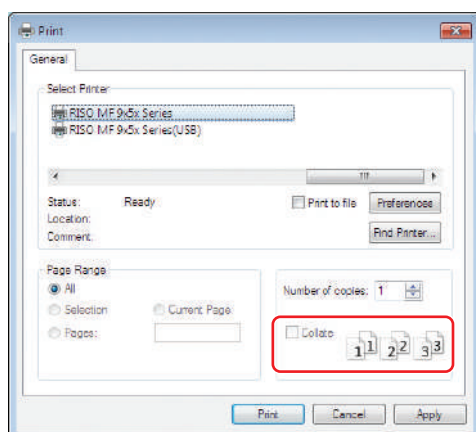 Print
General
Select Printer
RISO MF 9x5x Series
RISO MF 9x5x Series(USB)
Status: Ready
Print to file
Preferences
Location:
Comment:
Find Printer...
Page Range
All
Selection
Current Page
Pages:
Number of copies: 1
Collate
1 1 2 2 3 3
Print
Cancel
Apply